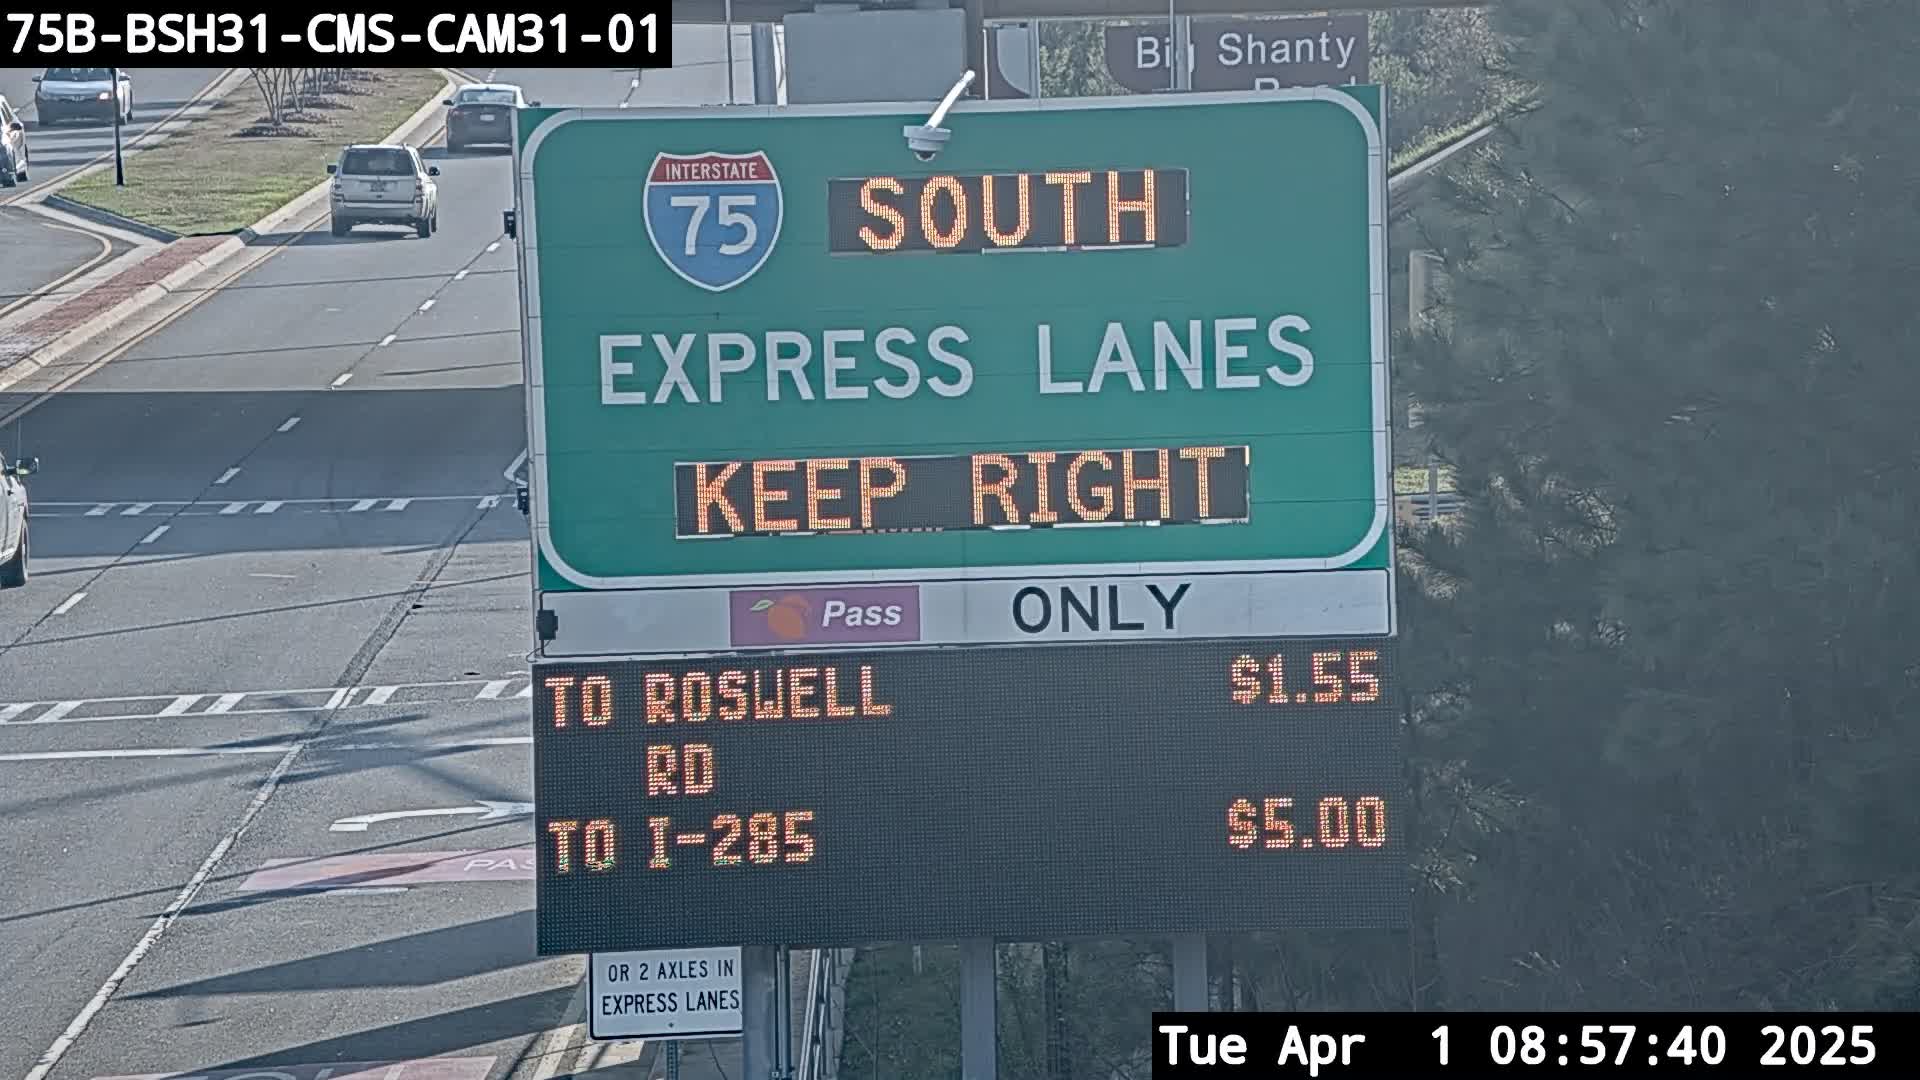 75B-BSH31-CMS-CAM31-01
Big Shanty
INTERSTATE
75
SOUTH
EXPRESS LANES
KEEP RIGHT
Pass ONLY
TO ROSWELL $1.55
RD
TO I-285 $5.00
OR 2 AXLES IN
EXPRESS LANES
Tue Apr 1 08:57:40 2025